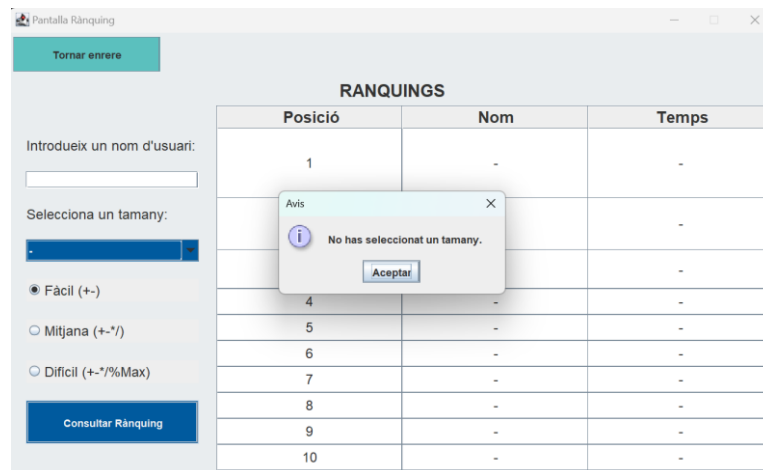 Pantalla Rànquing
Tornar enrere
RANQUINGS
Posició Nom Temps
Introdueix un nom d'usuari:
1 - -
Selecciona un tamany:
-
Avis
No has seleccionat un tamany.
Aceptar
-
-
Fàcil (+-)
4 - -
Mitjana (+-*/)
5 - -
6 - -
Difícil (+-*/%Max)
7 - -
8 - -
Consultar Rànquing
9 - -
10 - -